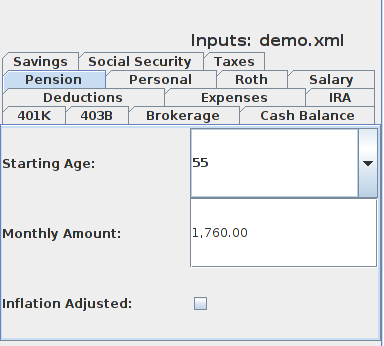 Inputs: demo.xml
Savings Social Security Taxes
Pension Personal Roth Salary
Deductions Expenses IRA
401K 403B Brokerage Cash Balance
Starting Age: 55
Monthly Amount: 1,760.00
Inflation Adjusted: